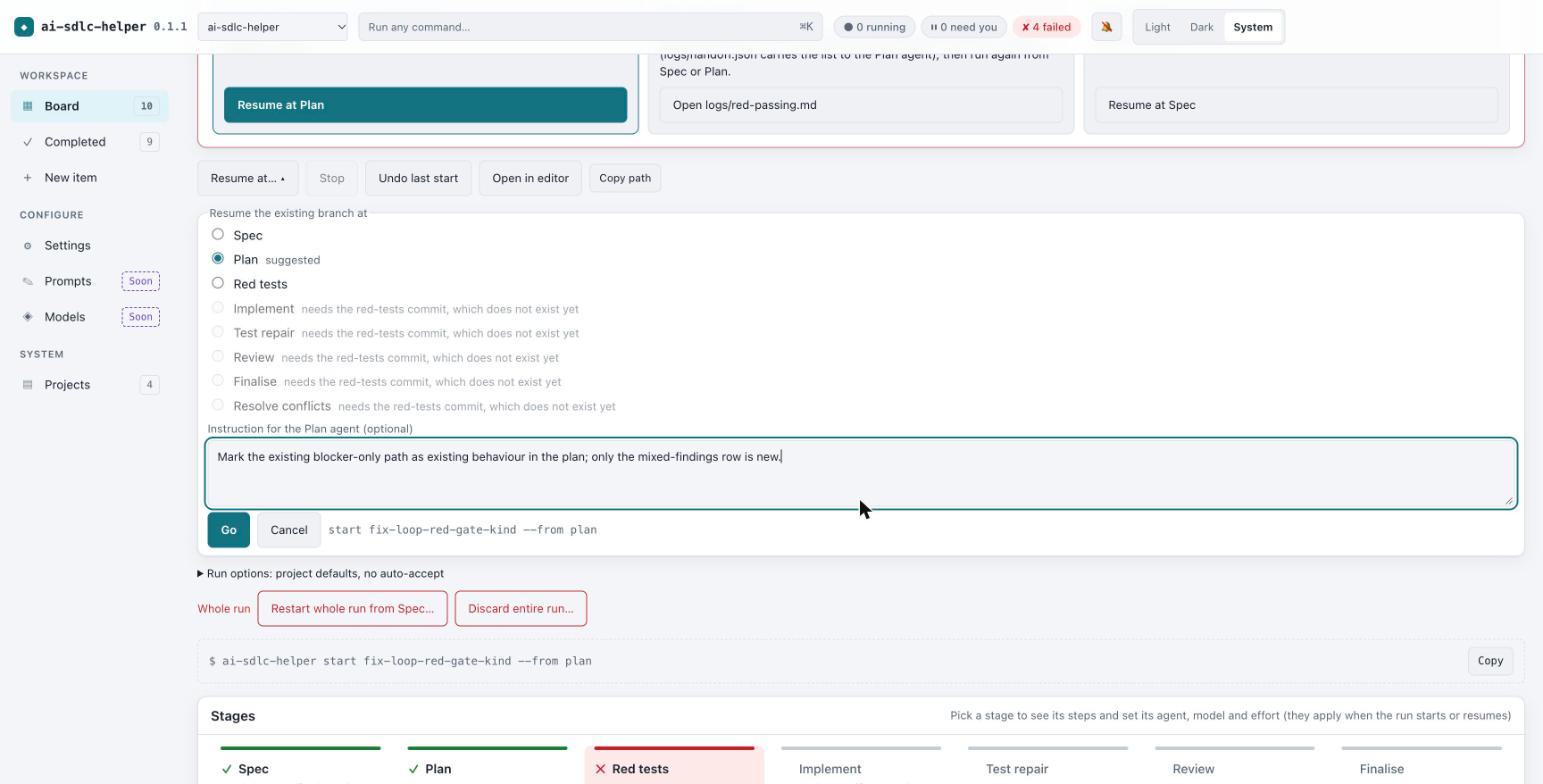 ai-sdlc-helper 0.1.1
ai-sdlc-helper
Run any command...
⌘K
0 running
0 need you
✘ 4 failed
Light
Dark
System
WORKSPACE
Board 10
Completed 9
New item
CONFIGURE
Settings
Prompts Soon
Models Soon
SYSTEM
Projects 4
(logs/handoff.json carries the list to the Plan agent), then run again from
Spec or Plan.
Resume at Plan
Open logs/red-passing.md
Resume at Spec
Resume at...
Stop
Undo last start
Open in editor
Copy path
Resume the existing branch at
Spec
Plan suggested
Red tests
Implement needs the red-tests commit, which does not exist yet
Test repair needs the red-tests commit, which does not exist yet
Review needs the red-tests commit, which does not exist yet
Finalise needs the red-tests commit, which does not exist yet
Resolve conflicts needs the red-tests commit, which does not exist yet
Instruction for the Plan agent (optional)
Mark the existing blocker-only path as existing behaviour in the plan; only the mixed-findings row is new.
Go
Cancel
start fix-loop-red-gate-kind --from plan
Run options: project defaults, no auto-accept
Whole run
Restart whole run from Spec...
Discard entire run...
$ ai-sdlc-helper start fix-loop-red-gate-kind --from plan
Copy
Stages
Pick a stage to see its steps and set its agent, model and effort (they apply when the run starts or resumes)
Spec
Plan
Red tests
Implement
Test repair
Review
Finalise